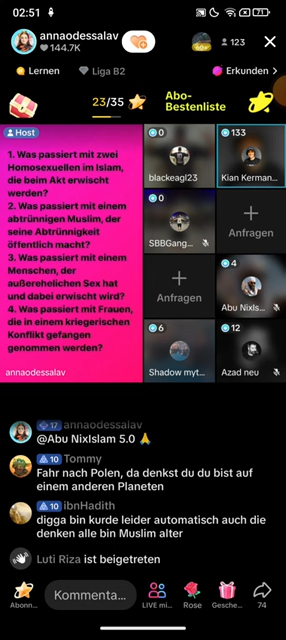 02:51
71
annaodessalav
144.7K
123
Lernen
Liga B2
Erkunden
23/35
Abo-
Bestenliste
Host
1. Was passiert mit zwei
Homosexuellen im Islam,
die beim Akt erwischt
werden?
2. Was passiert mit einem
abtrünnigen Muslim, der
seine Abtrünnigkeit
öffentlich macht?
3. Was passiert mit einem
Menschen, der
außerehelichen Sex hat
und dabei erwischt wird?
4. Was passiert mit Frauen,
die in einem kriegerischen
Konflikt gefangen
genommen werden?
annaodessalav
0
blackeagl23
133
Kian Kerman...
0
SBBGang...
Anfragen
Anfragen
4
Abu NixIs...
6
Shadow myt...
12
Azad neu
17 annaodessalav
@Abu NixIslam 5.0 🙏
10 Tommy
Fahr nach Polen, da denkst du du bist auf
einem anderen Planeten
10 ibnHadith
digga bin kurde leider automatisch auch die
denken alle bin Muslim alter
Luti Riza ist beigetreten
Abonn...
Kommenta...
LIVE mi...
Rose
Gesche...
74